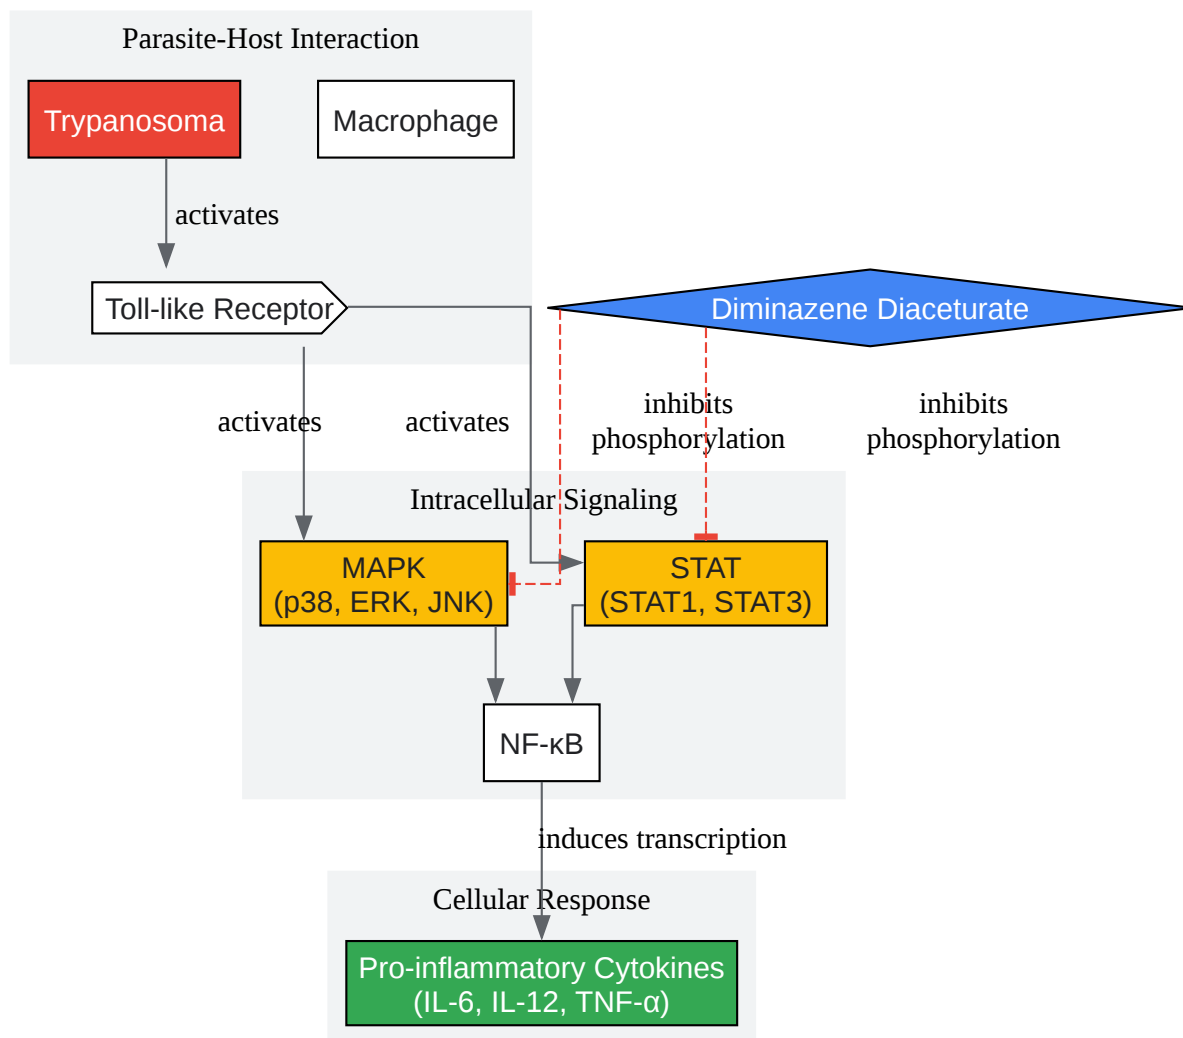 Parasite-Host Interaction
Trypanosoma
Macrophage
activates
Toll-like Receptor
Diminazene Diaceturate
activates
activates
inhibits
phosphorylation
inhibits
phosphorylation
Intracellular Signaling
MAPK
(p38, ERK, JNK)
STAT
(STAT1, STAT3)
NF-κB
induces transcription
Cellular Response
Pro-inflammatory Cytokines
(IL-6, IL-12, TNF-α)